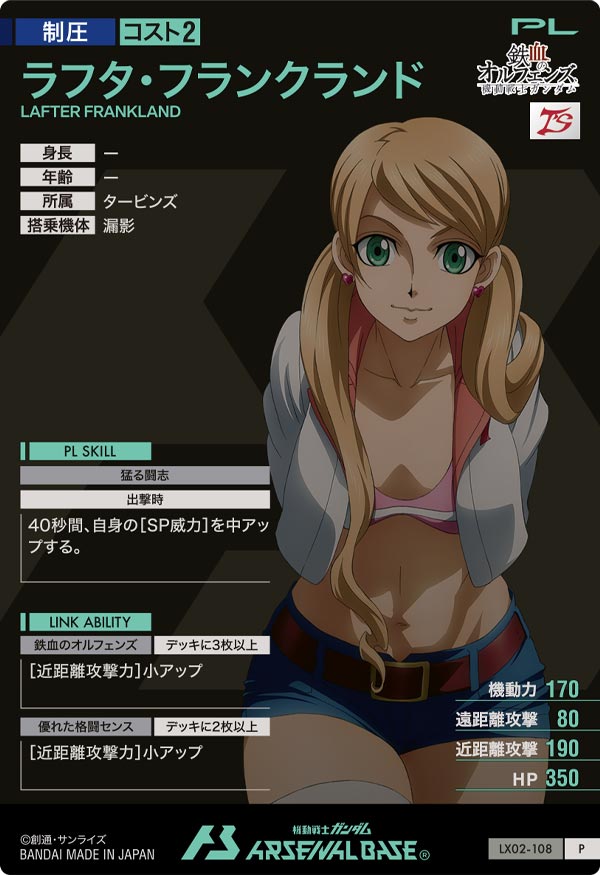 制圧 コスト2 PL
ラフタ・フランクランド
LAFTER FRANKLAND
鉄血の
オルフェンズ
機動戦士ガンダム
T'S
身長 ー
年齢 ー
所属 タービンズ
搭乗機体 漏影
PL SKILL
猛る闘志
出撃時
40秒間、自身の[SP威力]を中アッ
プする。
LINK ABILITY
鉄血のオルフェンズ デッキに3枚以上
[近距離攻撃力]小アップ
優れた格闘センス デッキに2枚以上
[近距離攻撃力]小アップ
機動力 170
遠距離攻撃 80
近距離攻撃 190
HP 350
©創通・サンライズ
BANDAI MADE IN JAPAN
機動戦士ガンダム
ARSENAL BASE®
LX02-108 P